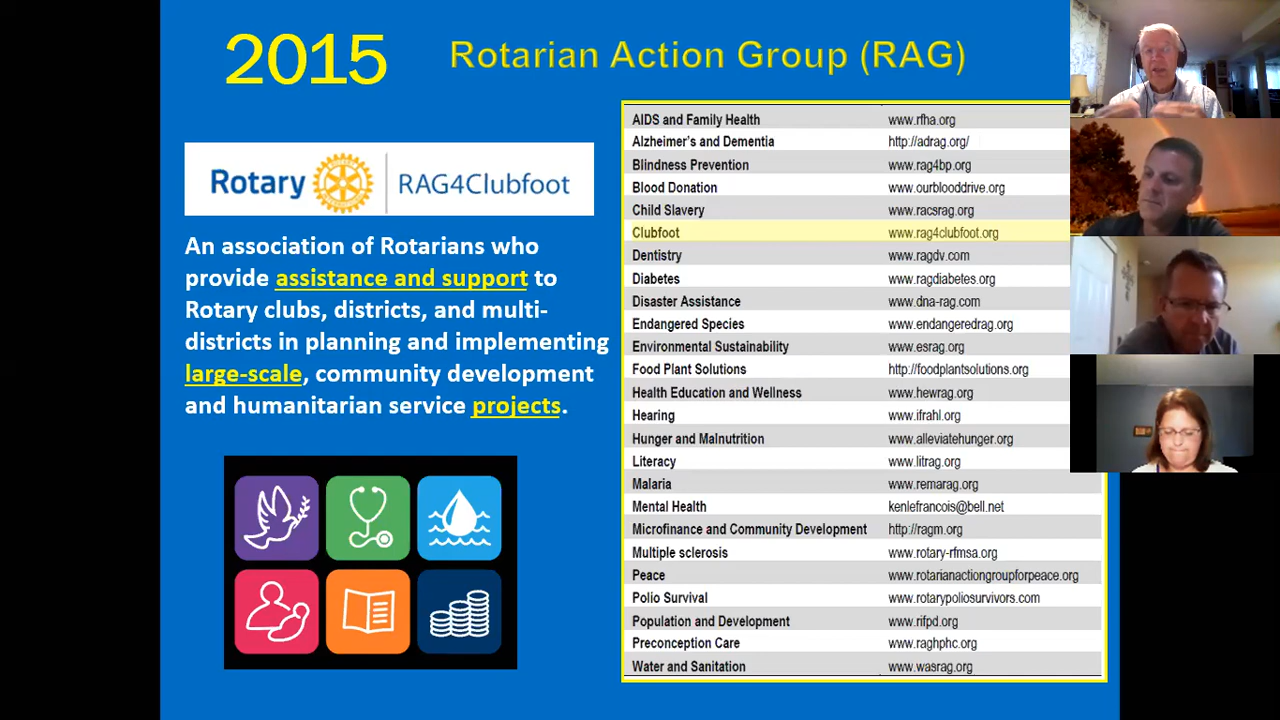 2015
Rotarian Action Group (RAG)
Rotary
RAG4Clubfoot
An association of Rotarians who
provide assistance and support to
Rotary clubs, districts, and multi-
districts in planning and implementing
large-scale, community development
and humanitarian service projects.
AIDS and Family Health www.rfha.org
Alzheimer's and Dementia http://adrag.org/
Blindness Prevention www.rag4bp.org
Blood Donation www.ourblooddrive.org
Child Slavery www.racsrag.org
Clubfoot www.rag4clubfoot.org
Dentistry www.ragdv.com
Diabetes www.ragdiabetes.org
Disaster Assistance www.dna-rag.com
Endangered Species www.endangeredrag.org
Environmental Sustainability www.esrag.org
Food Plant Solutions http://foodplantsolutions.org
Health Education and Wellness www.hewrag.org
Hearing www.ifrahl.org
Hunger and Malnutrition www.alleviatehunger.org
Literacy www.litrag.org
Malaria www.remarag.org
Mental Health kenlefrancois@bell.net
Microfinance and Community Development http://ragm.org
Multiple sclerosis www.rotary-rfmsa.org
Peace www.rotarianactiongroupforpeace.org
Polio Survival www.rotarypoliosurvivors.com
Population and Development www.rifpd.org
Preconception Care www.raghphc.org
Water and Sanitation www.wasrag.org